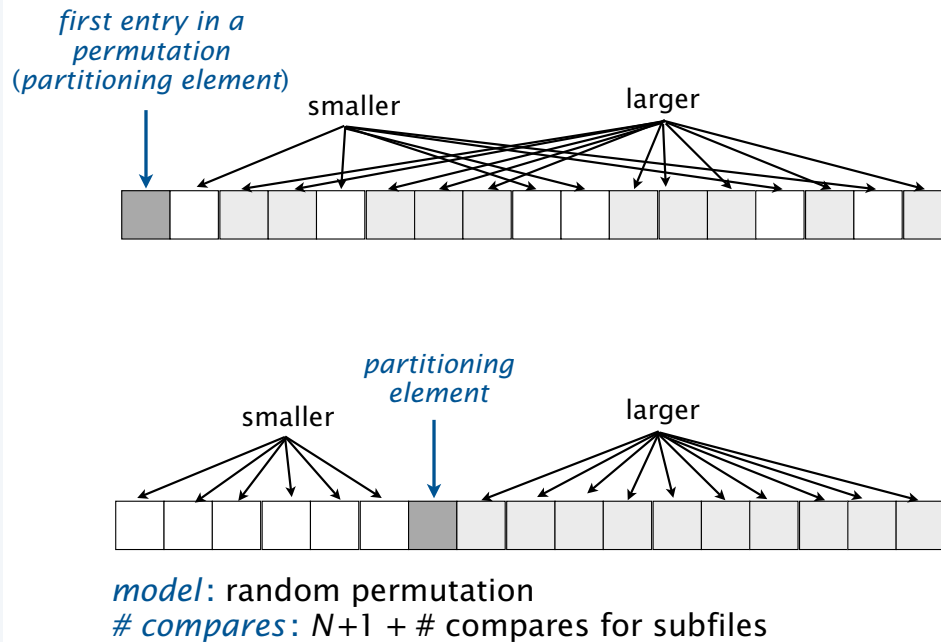 first entry in a
permutation
(partitioning element)
smaller
larger
partitioning
element
smaller
larger
model: random permutation
# compares: N+1 + # compares for subfiles